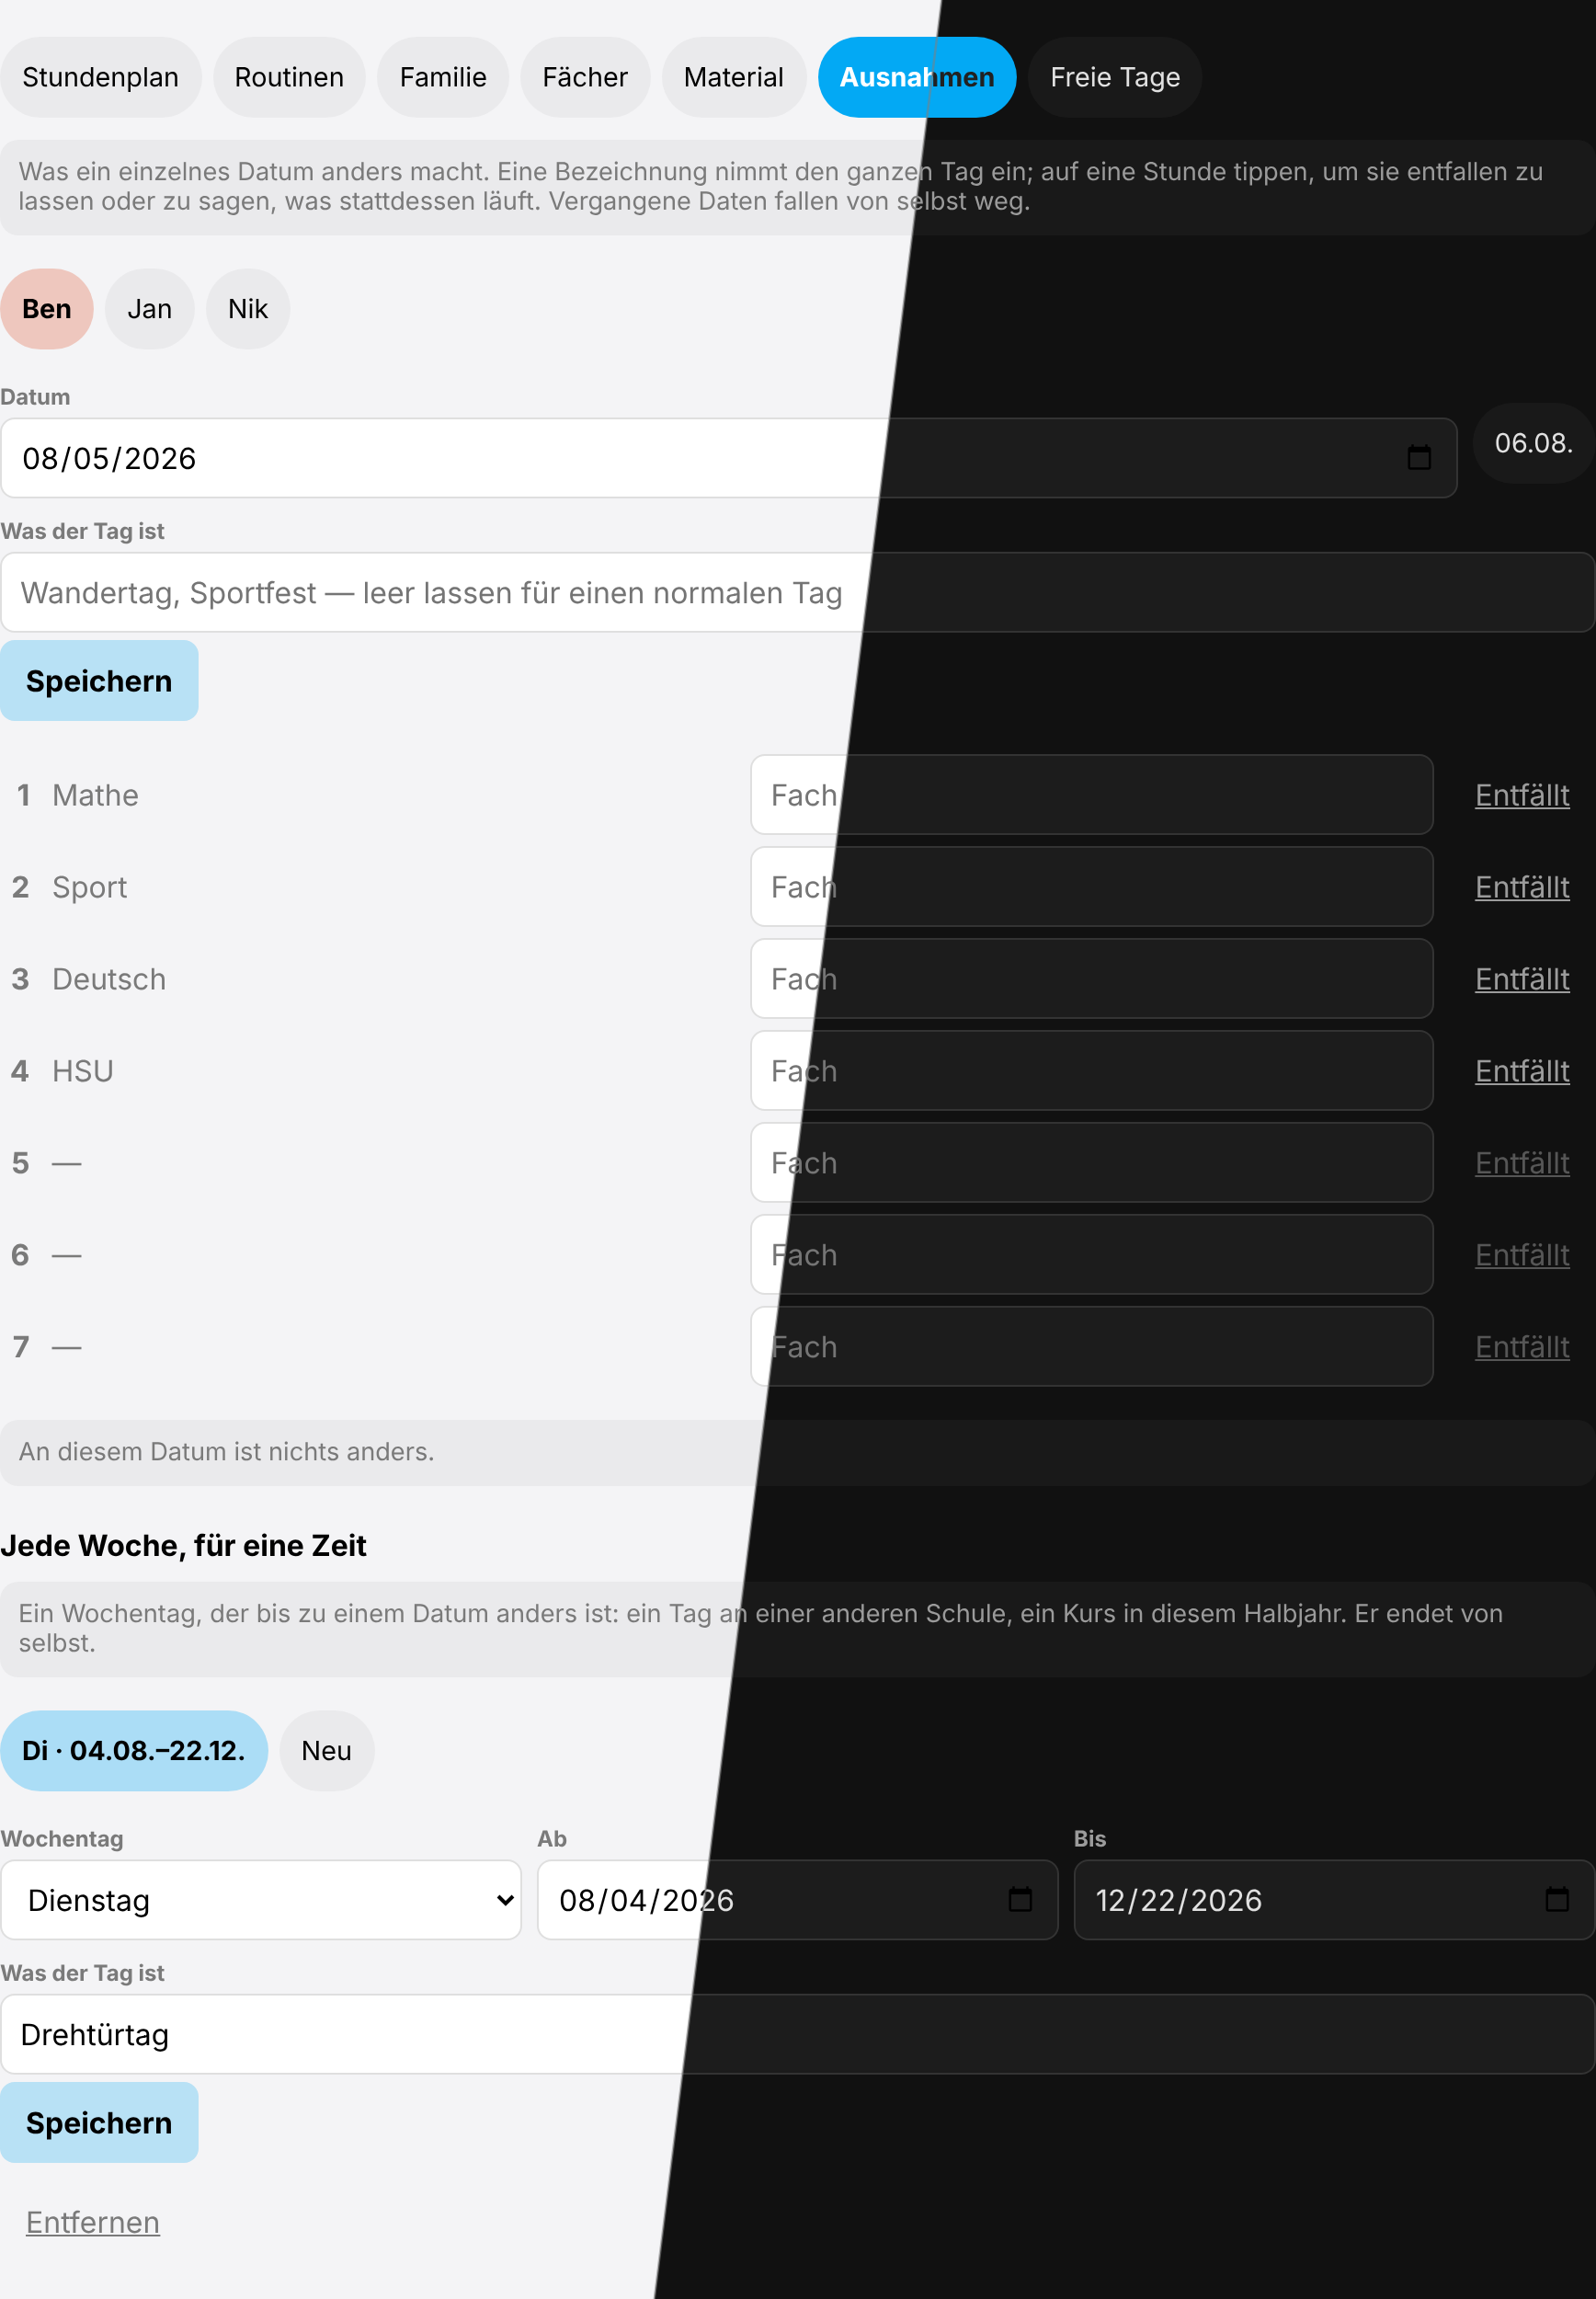 Stundenplan Routinen Familie Fächer Material Ausnahmen Freie Tage
Was ein einzelnes Datum anders macht. Eine Bezeichnung nimmt den ganzen Tag ein; auf eine Stunde tippen, um sie entfallen zu
lassen oder zu sagen, was stattdessen läuft. Vergangene Daten fallen von selbst weg.
Ben Jan Nik
Datum
08/05/2026 06.08.
Was der Tag ist
Wandertag, Sportfest — leer lassen für einen normalen Tag
Speichern
1 Mathe Fach Entfällt
2 Sport Fach Entfällt
3 Deutsch Fach Entfällt
4 HSU Fach Entfällt
5 — Fach Entfällt
6 — Fach Entfällt
7 — Fach Entfällt
An diesem Datum ist nichts anders.
Jede Woche, für eine Zeit
Ein Wochentag, der bis zu einem Datum anders ist: ein Tag an einer anderen Schule, ein Kurs in diesem Halbjahr. Er endet von
selbst.
Di · 04.08.–22.12. Neu
Wochentag Ab Bis
Dienstag 08/04/2026 12/22/2026
Was der Tag ist
Drehtürtag
Speichern
Entfernen